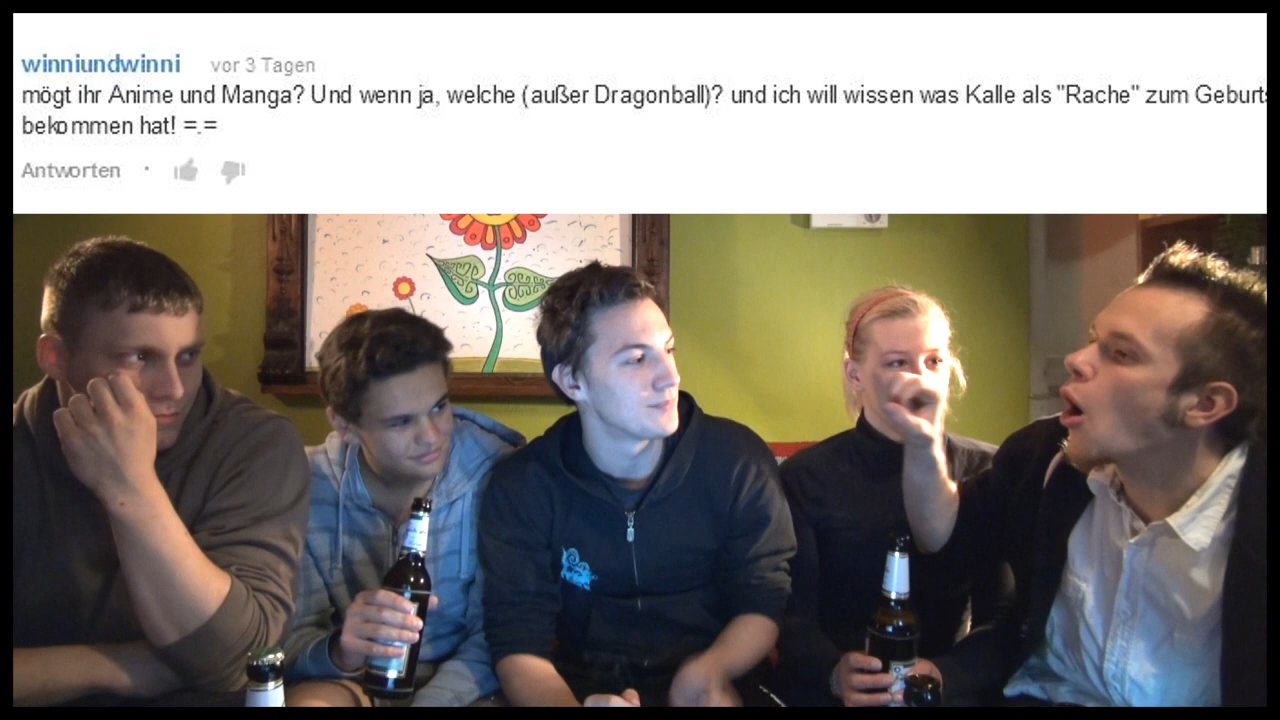 winniundwinni vor 3 Tagen
mögt ihr Anime und Manga? Und wenn ja, welche (außer Dragonball)? und ich will wissen was Kalle als "Rache" zum Geburts
bekommen hat! =.=
Antworten ·